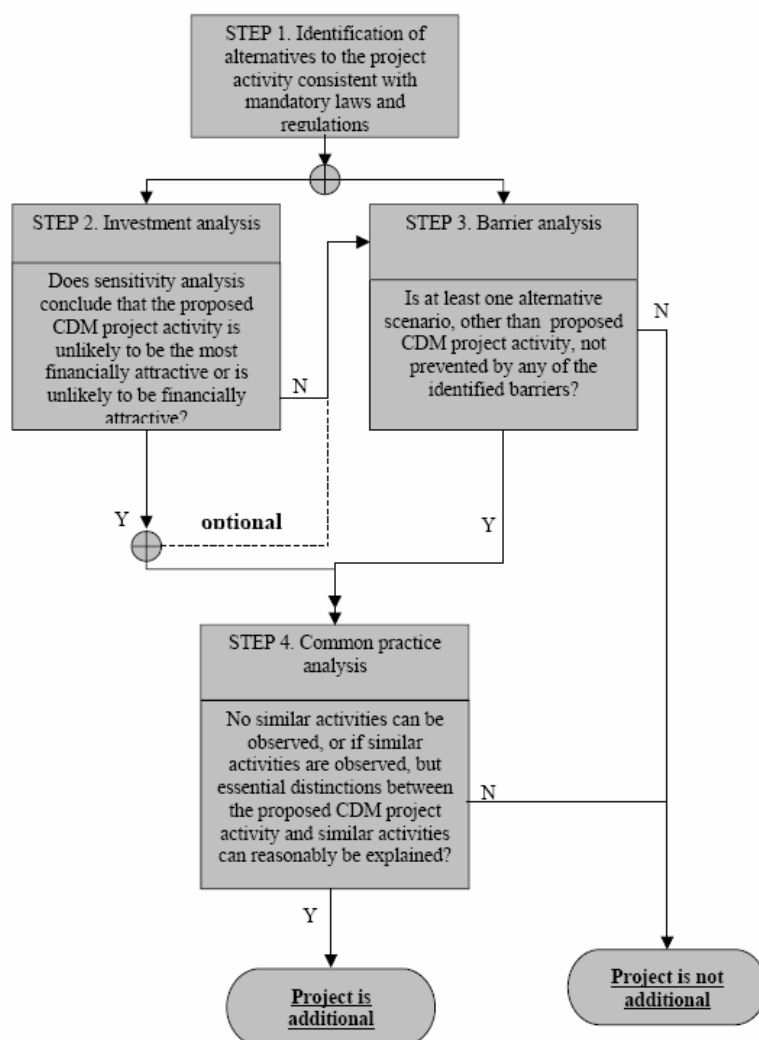 STEP 1. Identification of
alternatives to the project
activity consistent with
mandatory laws and
regulations
STEP 2. Investment analysis
Does sensitivity analysis
conclude that the proposed
CDM project activity is
unlikely to be the most
financially attractive or is
unlikely to be financially
attractive?
N
Y
optional
STEP 3. Barrier analysis
Is at least one alternative
scenario, other than proposed
CDM project activity, not
prevented by any of the
identified barriers?
N
Y
STEP 4. Common practice
analysis
No similar activities can be
observed, or if similar
activities are observed, but
essential distinctions between
the proposed CDM project
activity and similar activities
can reasonably be explained?
N
Y
Project is
additional
Project is not
additional